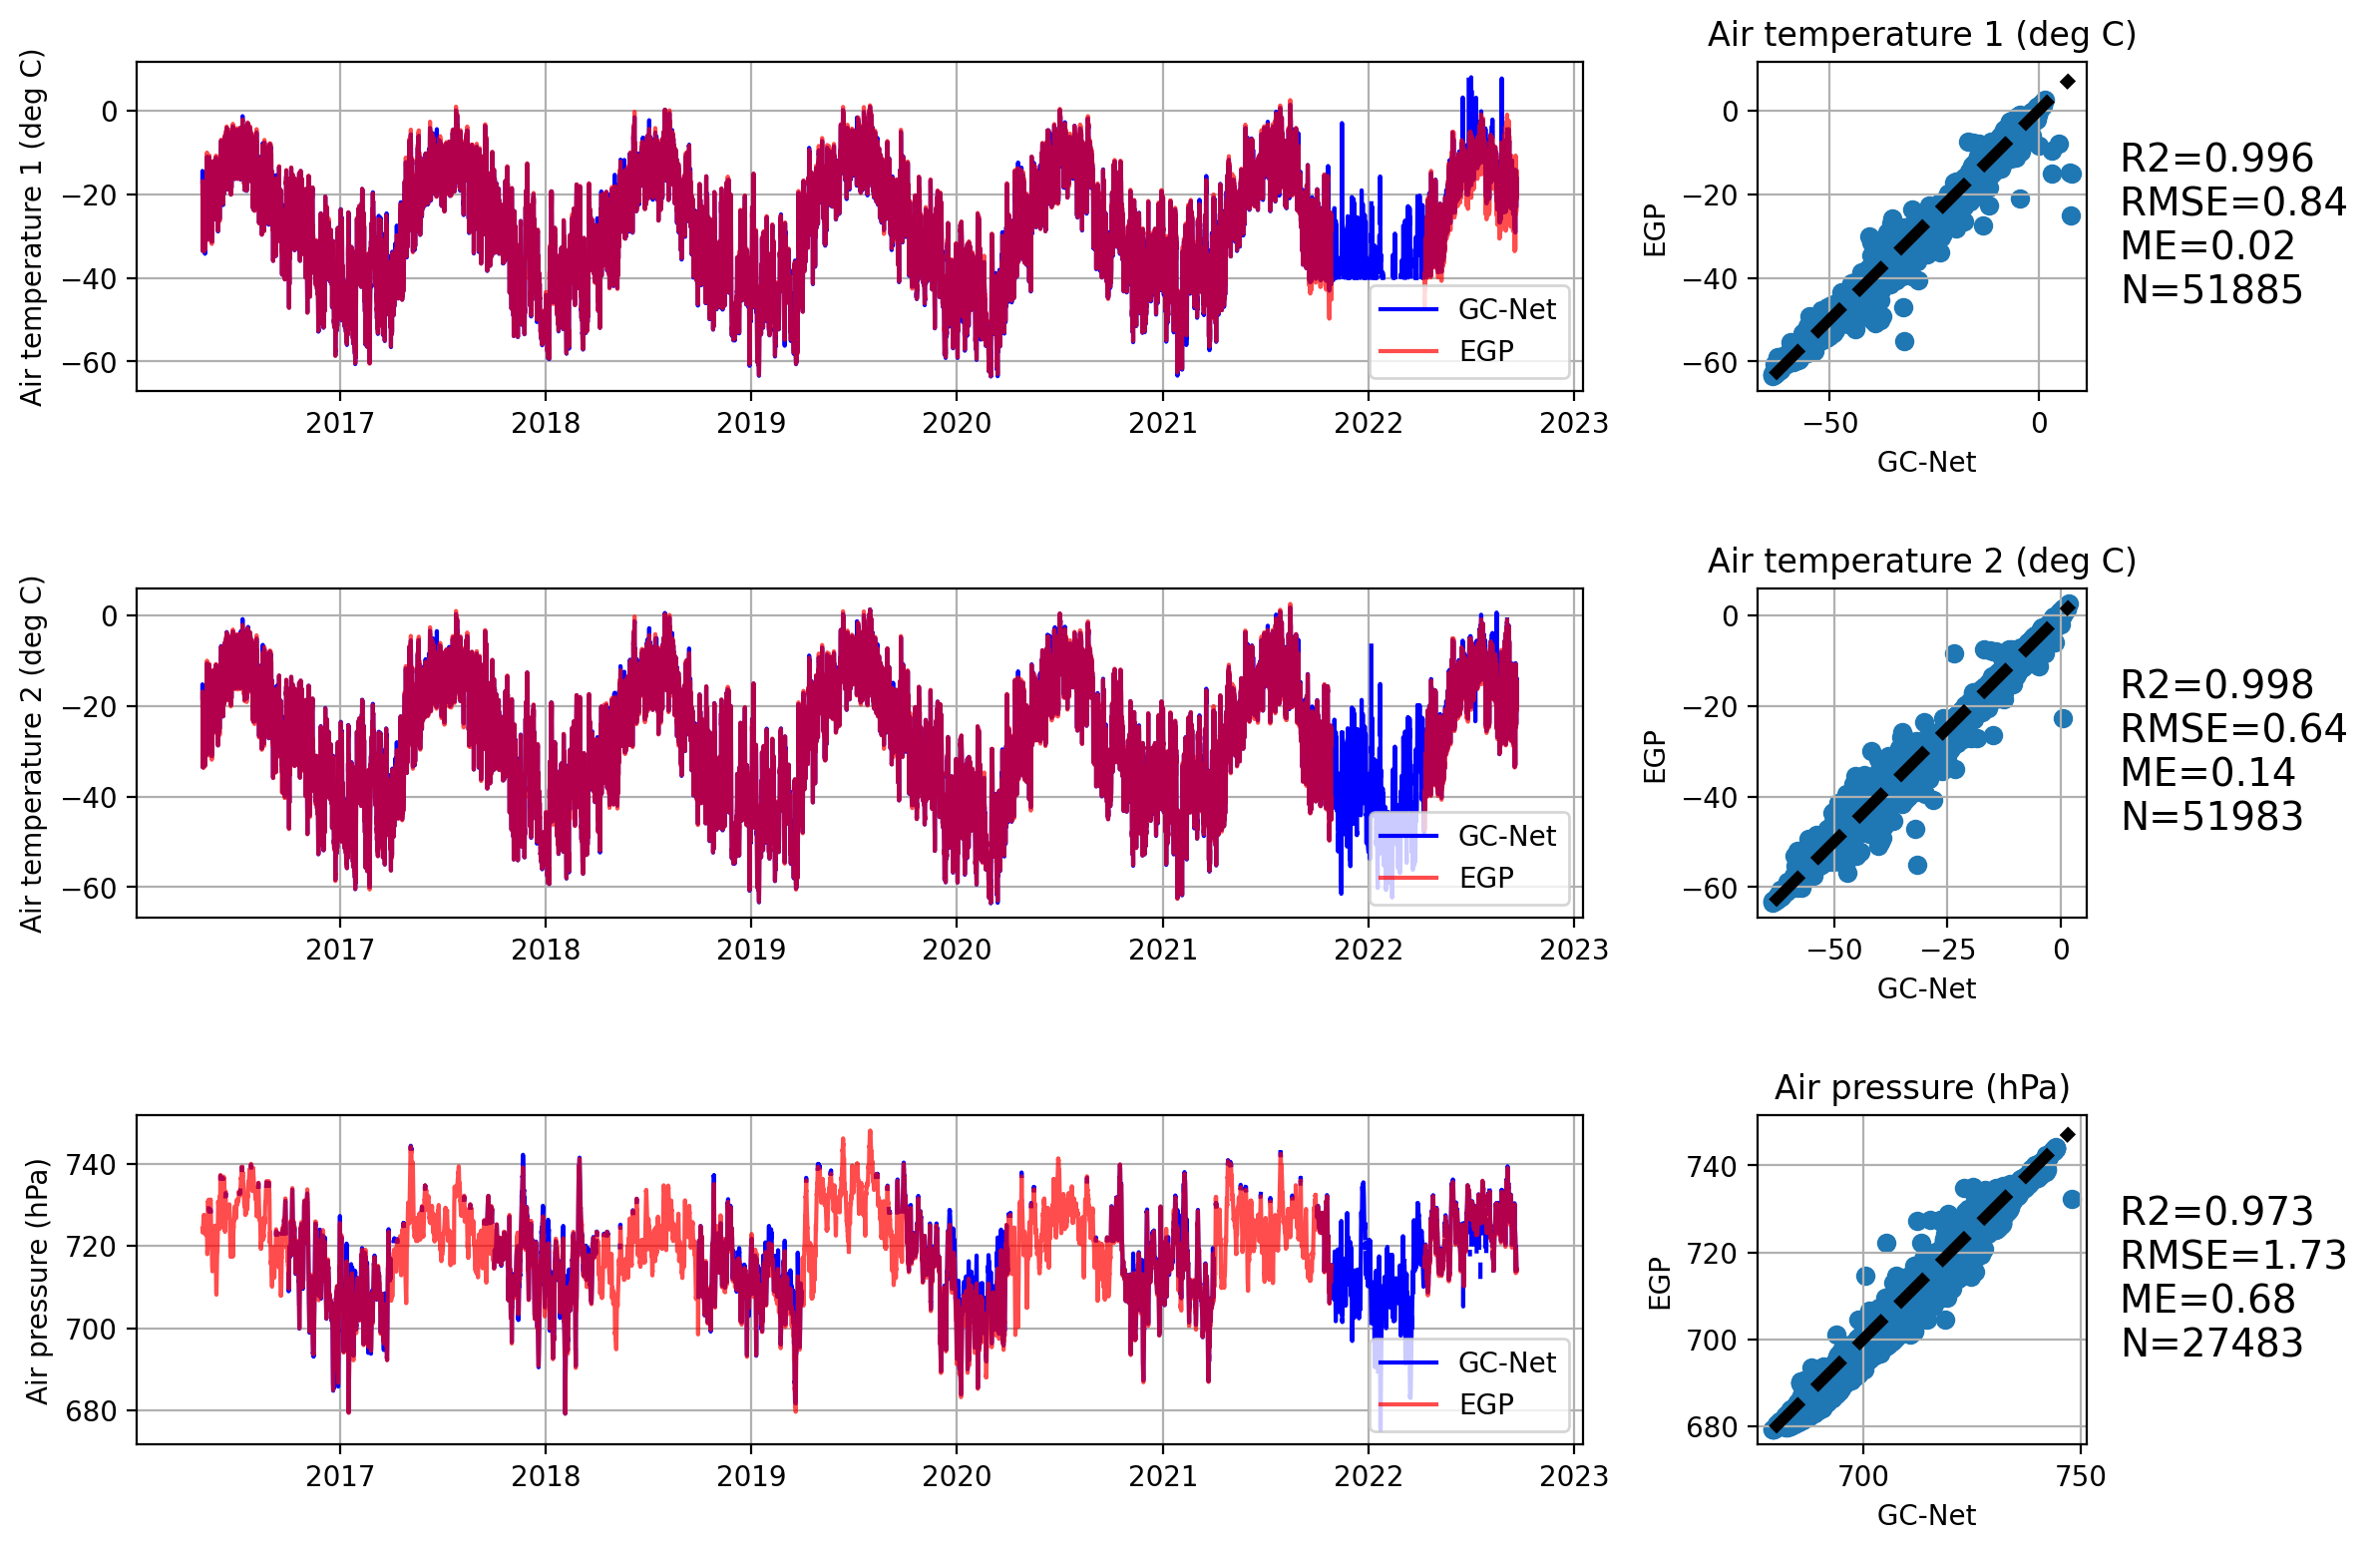 Air temperature 1 (deg C)
Air temperature 1 (deg C)
0
−20
−40
−60
2017 2018 2019 2020 2021 2022 2023
GC-Net
EGP
EGP
0
−20
−40
−60
−50 0
GC-Net
R2=0.996
RMSE=0.84
ME=0.02
N=51885
Air temperature 2 (deg C)
Air temperature 2 (deg C)
0
−20
−40
−60
2017 2018 2019 2020 2021 2022 2023
GC-Net
EGP
EGP
0
−20
−40
−60
−50 −25 0
GC-Net
R2=0.998
RMSE=0.64
ME=0.14
N=51983
Air pressure (hPa)
Air pressure (hPa)
740
720
700
680
2017 2018 2019 2020 2021 2022 2023
GC-Net
EGP
EGP
740
720
700
680
700 750
GC-Net
R2=0.973
RMSE=1.73
ME=0.68
N=27483